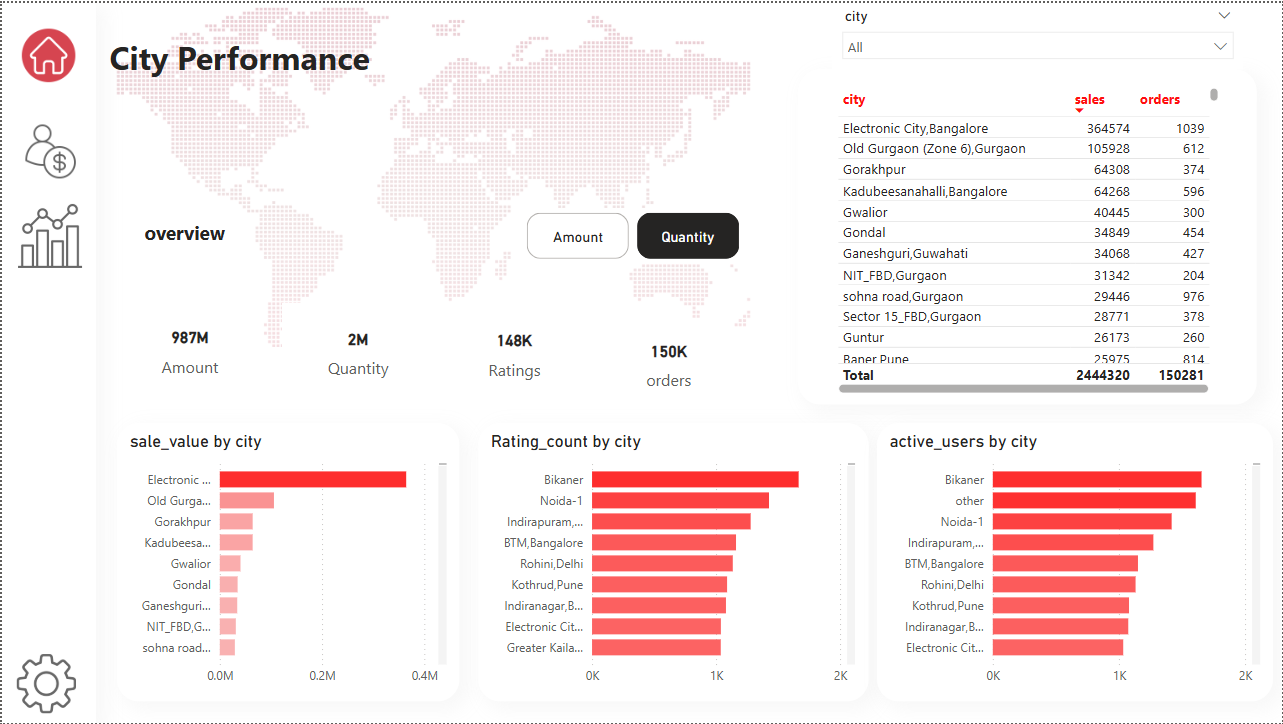 City Performance
city
All
overview
Amount
Quantity
987M
Amount
2M
Quantity
148K
Ratings
150K
orders
city sales orders
Electronic City,Bangalore 364574 1039
Old Gurgaon (Zone 6),Gurgaon 105928 612
Gorakhpur 64308 374
Kadubeesanahalli,Bangalore 64268 596
Gwalior 40445 300
Gondal 34849 454
Ganeshguri,Guwahati 34068 427
NIT_FBD,Gurgaon 31342 204
sohna road,Gurgaon 29446 976
Sector 15_FBD,Gurgaon 28771 378
Guntur 26173 260
Baner,Pune 25975 814
Total 2444320 150281
sale_value by city
Electronic ...
Old Gurga...
Gorakhpur
Kadubeesa...
Gwalior
Gondal
Ganeshguri...
NIT_FBD,G...
sohna road...
0.0M 0.2M 0.4M
Rating_count by city
Bikaner
Noida-1
Indirapuram,...
BTM,Bangalore
Rohini,Delhi
Kothrud,Pune
Indiranagar,B...
Electronic Cit...
Greater Kaila...
0K 1K 2K
active_users by city
Bikaner
other
Noida-1
Indirapuram,...
BTM,Bangalore
Rohini,Delhi
Kothrud,Pune
Indiranagar,B...
Electronic Cit...
0K 1K 2K